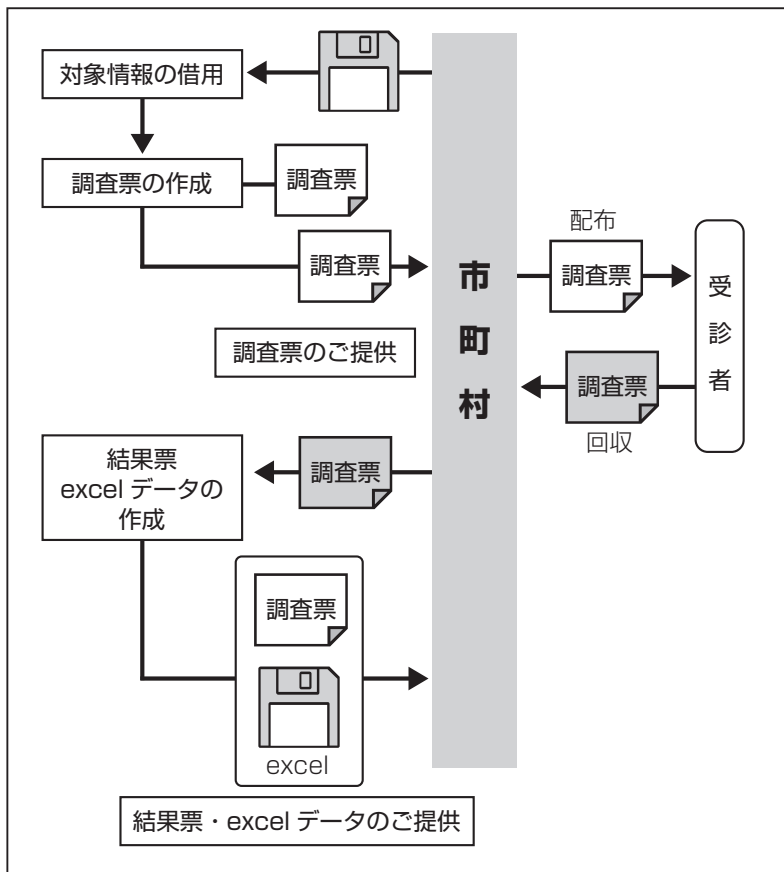 対象情報の借用
調査票の作成
調査票
調査票
調査票のご提供
市町村
配布
調査票
受診者
調査票
回収
結果票
excel データの
作成
調査票
調査票
excel
結果票・excel データのご提供